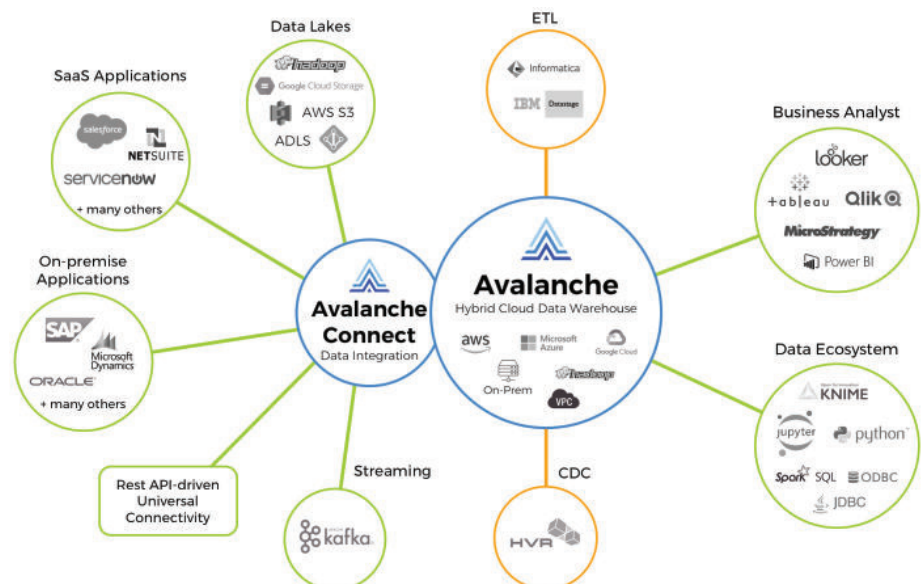 Data Lakes
hadoop
Google Cloud Storage
AWS S3
ADLS
ETL
Informatica
IBM
Datastage
SaaS Applications
salesforce
NETSUITE
servicenow
+ many others
Business Analyst
looker
+ableau
Qlik
MicroStrategy
Power BI
On-premise
Applications
SAP
Microsoft
Dynamics
ORACLE
+ many others
Avalanche
Connect
Data Integration
Avalanche
Hybrid Cloud Data Warehouse
aws
Microsoft
Azure
Google Cloud
On-Prem
hadoop
VPC
Data Ecosystem
KNIME
jupyter
python
Spark
SQL
ODBC
JDBC
Rest API-driven
Universal
Connectivity
Streaming
kafka
CDC
HVR